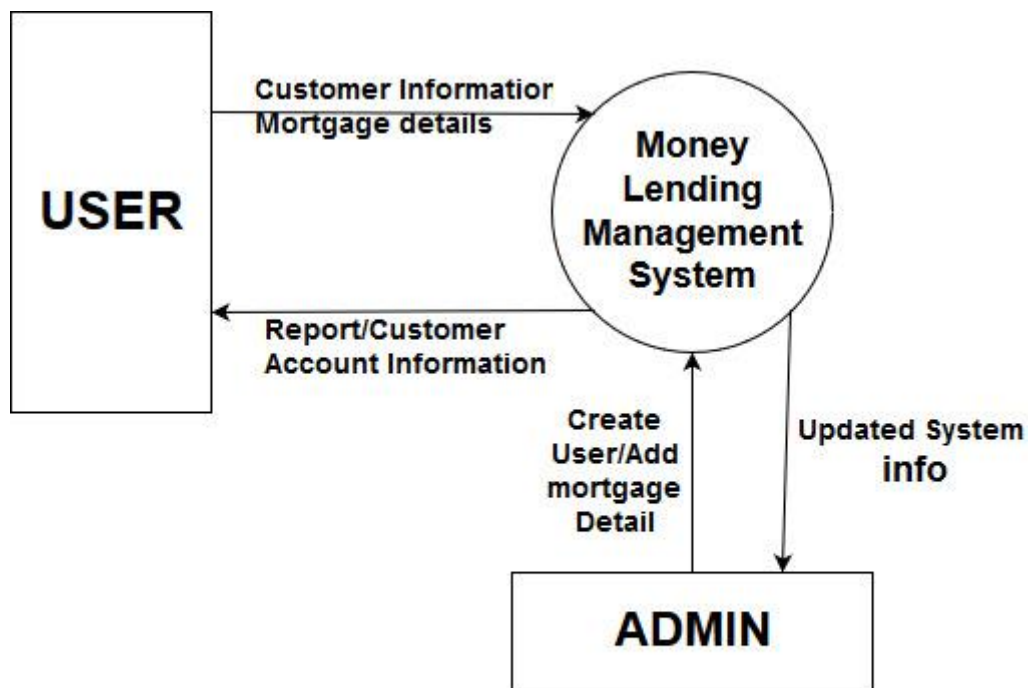 Customer Informatior
Mortgage details
USER
Money
Lending
Management
System
Report/Customer
Account Information
Create
User/Add
mortgage
Detail
Updated System
info
ADMIN